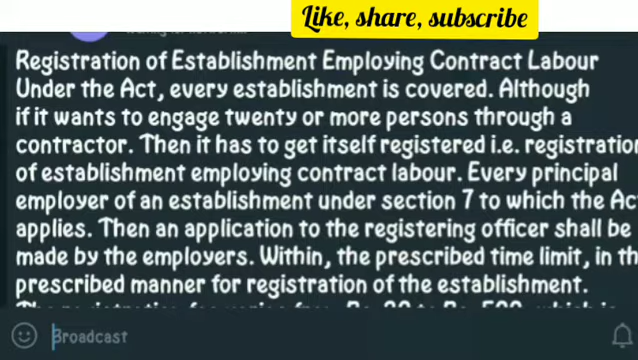 Like, share, subscribe
Registration of Establishment Employing Contract Labour
Under the Act, every establishment is covered. Although
if it wants to engage twenty or more persons through a
contractor. Then it has to get itself registered i.e. registration
of establishment employing contract labour. Every principal
employer of an establishment under section 7 to which the Act
applies. Then an application to the registering officer shall be
made by the employers. Within, the prescribed time limit, in th
prescribed manner for registration of the establishment.
Broadcast